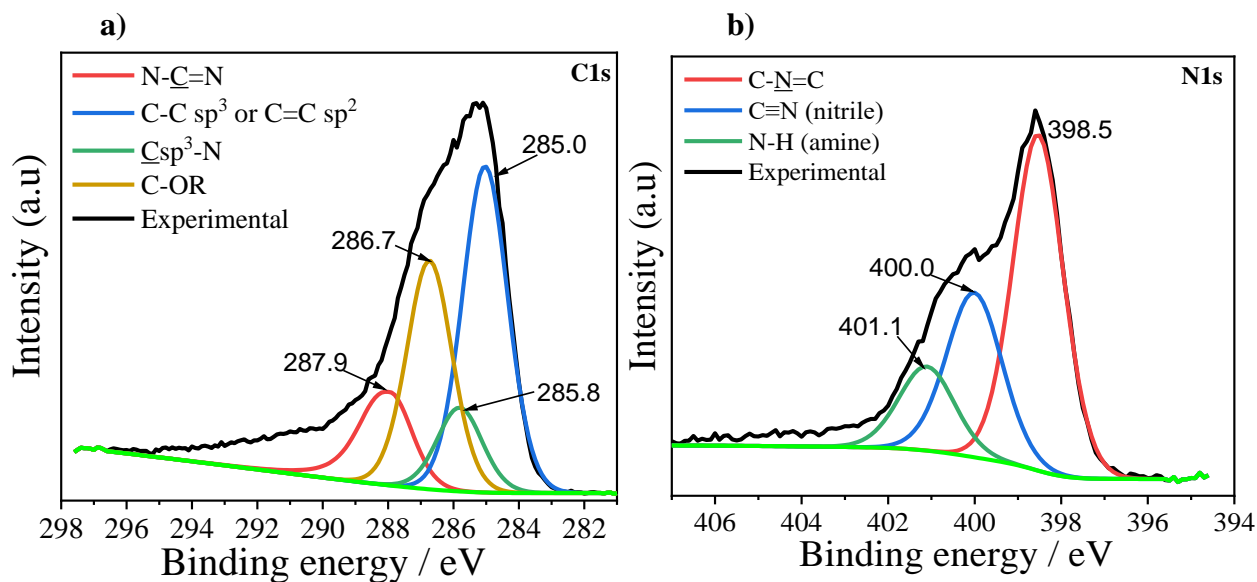 a)
Intensity (a.u)
N-C=N
C-C sp³ or C=C sp²
Csp³-N
C-OR
Experimental
C1s
285.0
286.7
287.9
285.8
298 296 294 292 290 288 286 284 282
Binding energy / eV
b)
Intensity (a.u)
C-N=C
C≡N (nitrile)
N-H (amine)
Experimental
N1s
398.5
400.0
401.1
406 404 402 400 398 396 394
Binding energy / eV